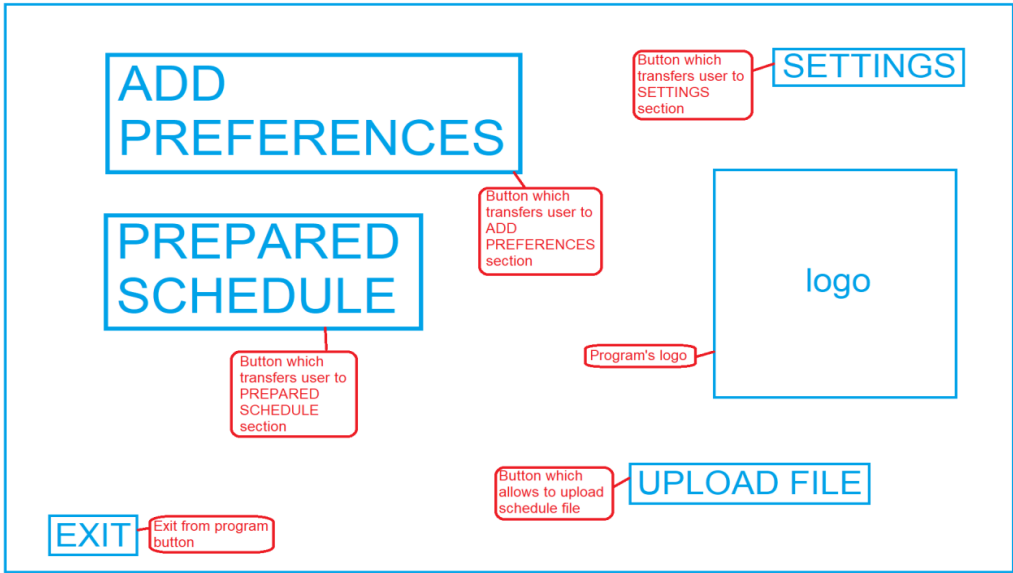 ADD
PREFERENCES
Button which
transfers user to
SETTINGS
section
SETTINGS
Button which
transfers user to
ADD
PREFERENCES
section
PREPARED
SCHEDULE
logo
Program's logo
Button which
transfers user to
PREPARED
SCHEDULE
section
Button which
allows to upload
schedule file
UPLOAD FILE
EXIT
Exit from program
button